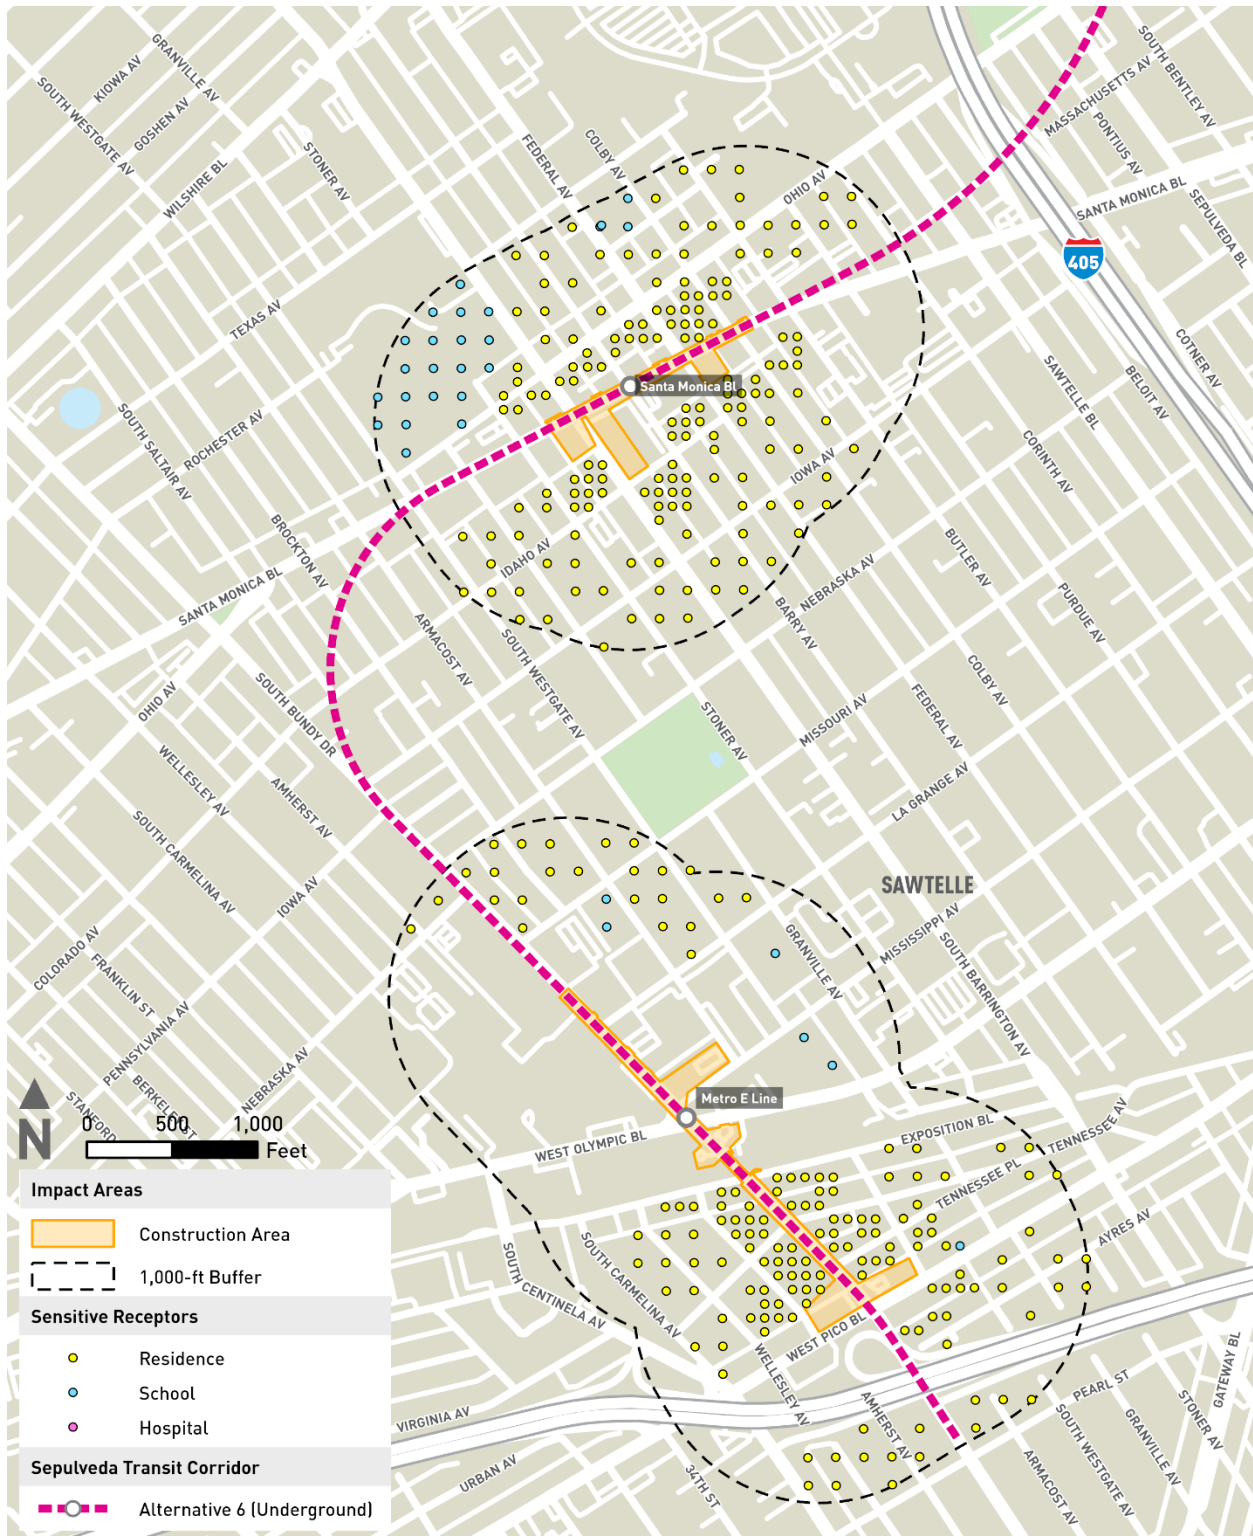 GRANVILLE AV
KIOWA AV
SOUTH WESTGATE AV
GOSHEN AV
WILSHIRE BL
STONER AV
FEDERAL AV
COLBY AV
OHIO AV
SOUTH BENTLEY AV
MASSACHUSETTS AV
PONTIUS AV
SANTA MONICA BL
SEPULVEDA BL
405
TEXAS AV
COTNER AV
Santa Monica Bl
SAWTELLE BL
BELOIT AV
SOUTH SALTAIR AV
ROCHESTER AV
IOWA AV
CORINTH AV
BROCKTON AV
IDAHO AV
BUTLER AV
NEBRASKA AV
SANTA MONICA BL
BARRY AV
PURDUE AV
ARMACOST AV
SOUTH WESTGATE AV
COLBY AV
OHIO AV
SOUTH BUNDY DR
STONER AV
FEDERAL AV
MISSOURI AV
WELLESLEY AV
AMHERST AV
LA GRANGE AV
SOUTH CARMELINA AV
SAWTELLE
IOWA AV
MISSISSIPPI AV
COLORADO AV
FRANKLIN ST
GRANVILLE AV
SOUTH BARRINGTON AV
PENNSYLVANIA AV
NEBRASKA AV
BERKELEY ST
STANFORD
Metro E Line
N
0 500 1,000
Feet
WEST OLYMPIC BL
EXPOSITION BL
TENNESSEE AV
TENNESSEE PL
AYRES AV
SOUTH CENTINELA AV
SOUTH CARMELINA AV
WEST PICO BL
WELLESLEY AV
AMHERST AV
PEARL ST
GATEWAY BL
STONER AV
GRANVILLE AV
SOUTH WESTGATE AV
ARMACOST AV
VIRGINIA AV
URBAN AV
34TH ST
Impact Areas
Construction Area
1,000-ft Buffer
Sensitive Receptors
Residence
School
Hospital
Sepulveda Transit Corridor
Alternative 6 (Underground)